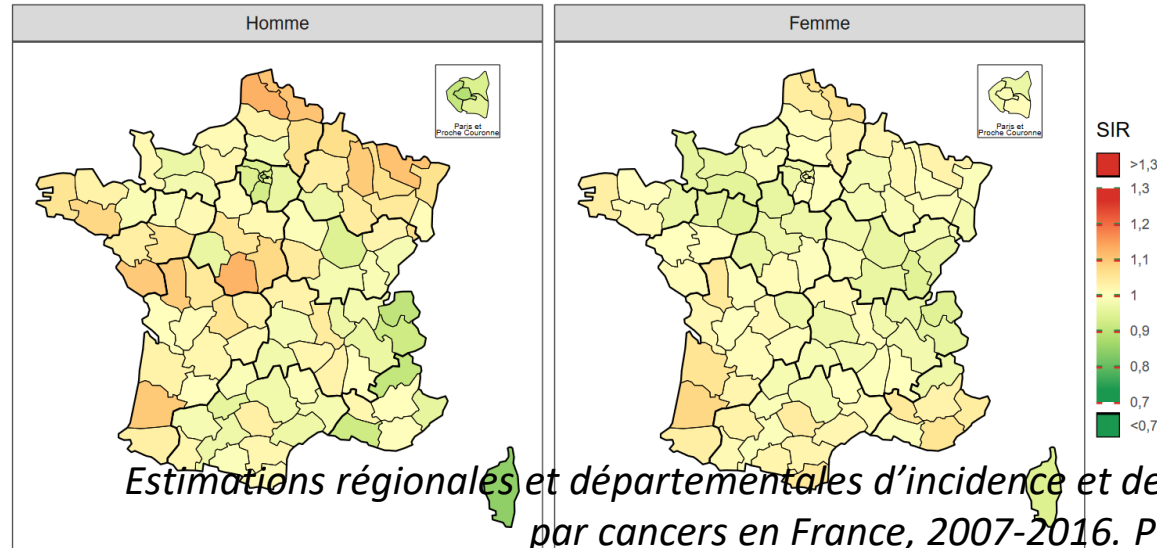 Homme
Femme
Paris et
Proche Couronne
Paris et
Proche Couronne
SIR
>1,3
1,3
1,2
1,1
1
0,9
0,8
0,7
<0,7
Estimations régionales et départementales d'incidence et de
par cancers en France, 2007-2016. P